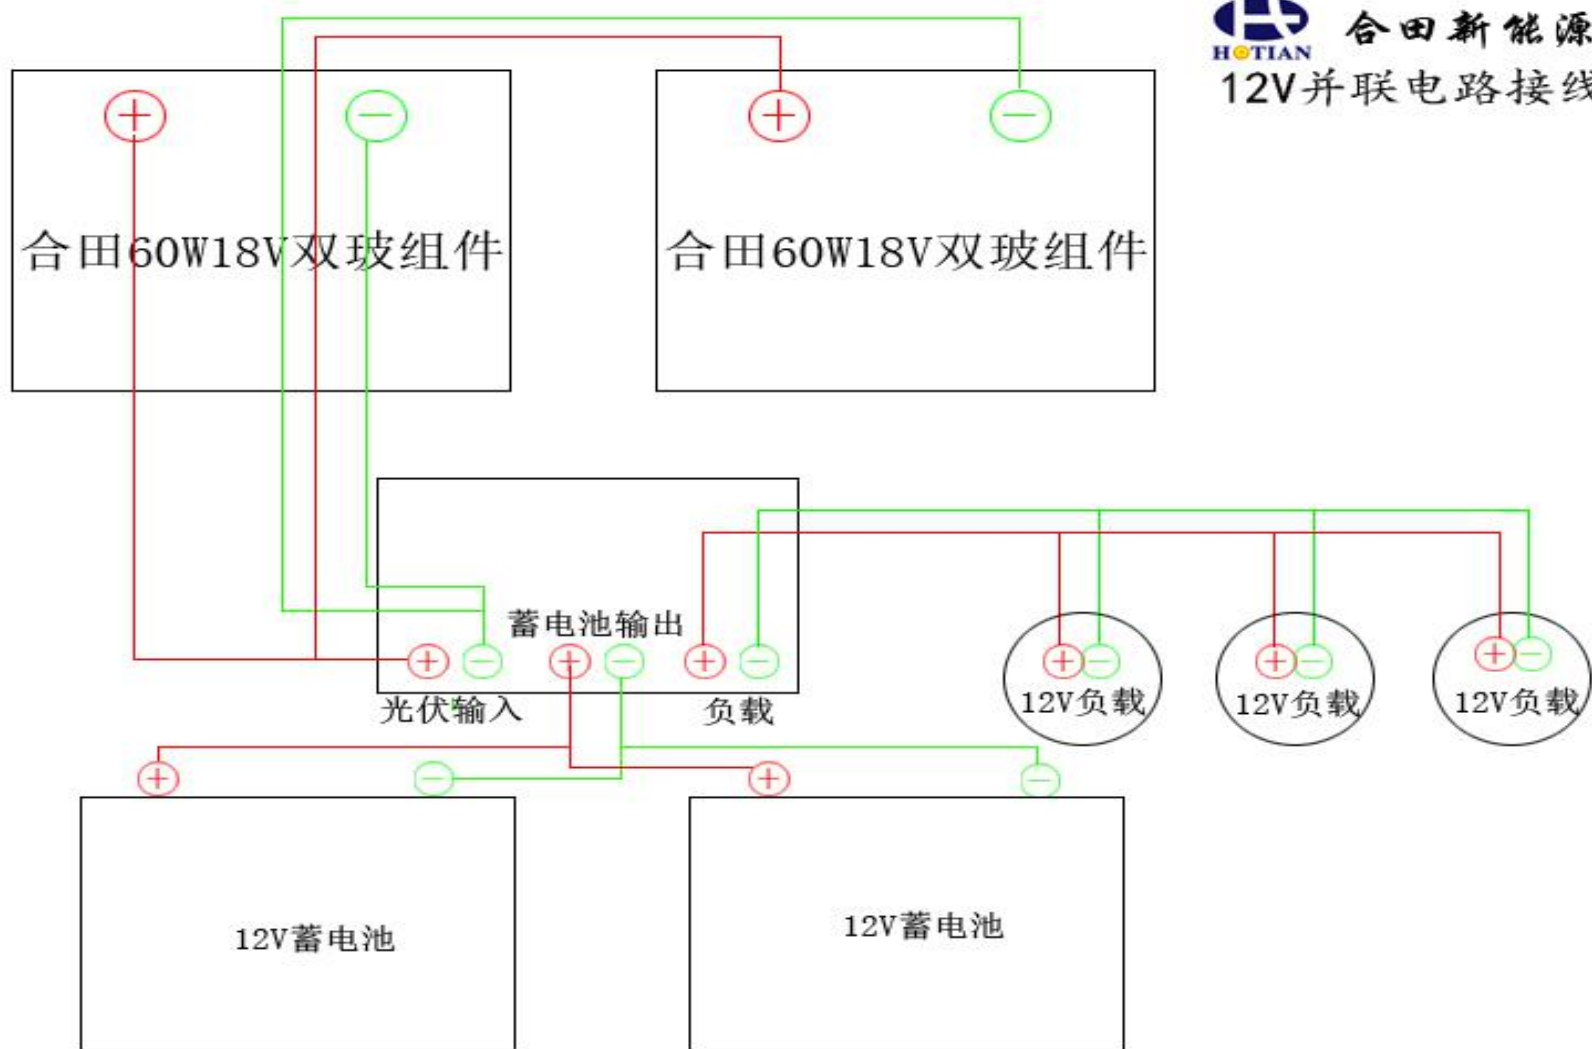 HOTIAN 合田新能源
12V并联电路接线
合田60W18V双玻组件
合田60W18V双玻组件
蓄电池输出
光伏输入
负载
12V负载
12V负载
12V负载
12V蓄电池
12V蓄电池